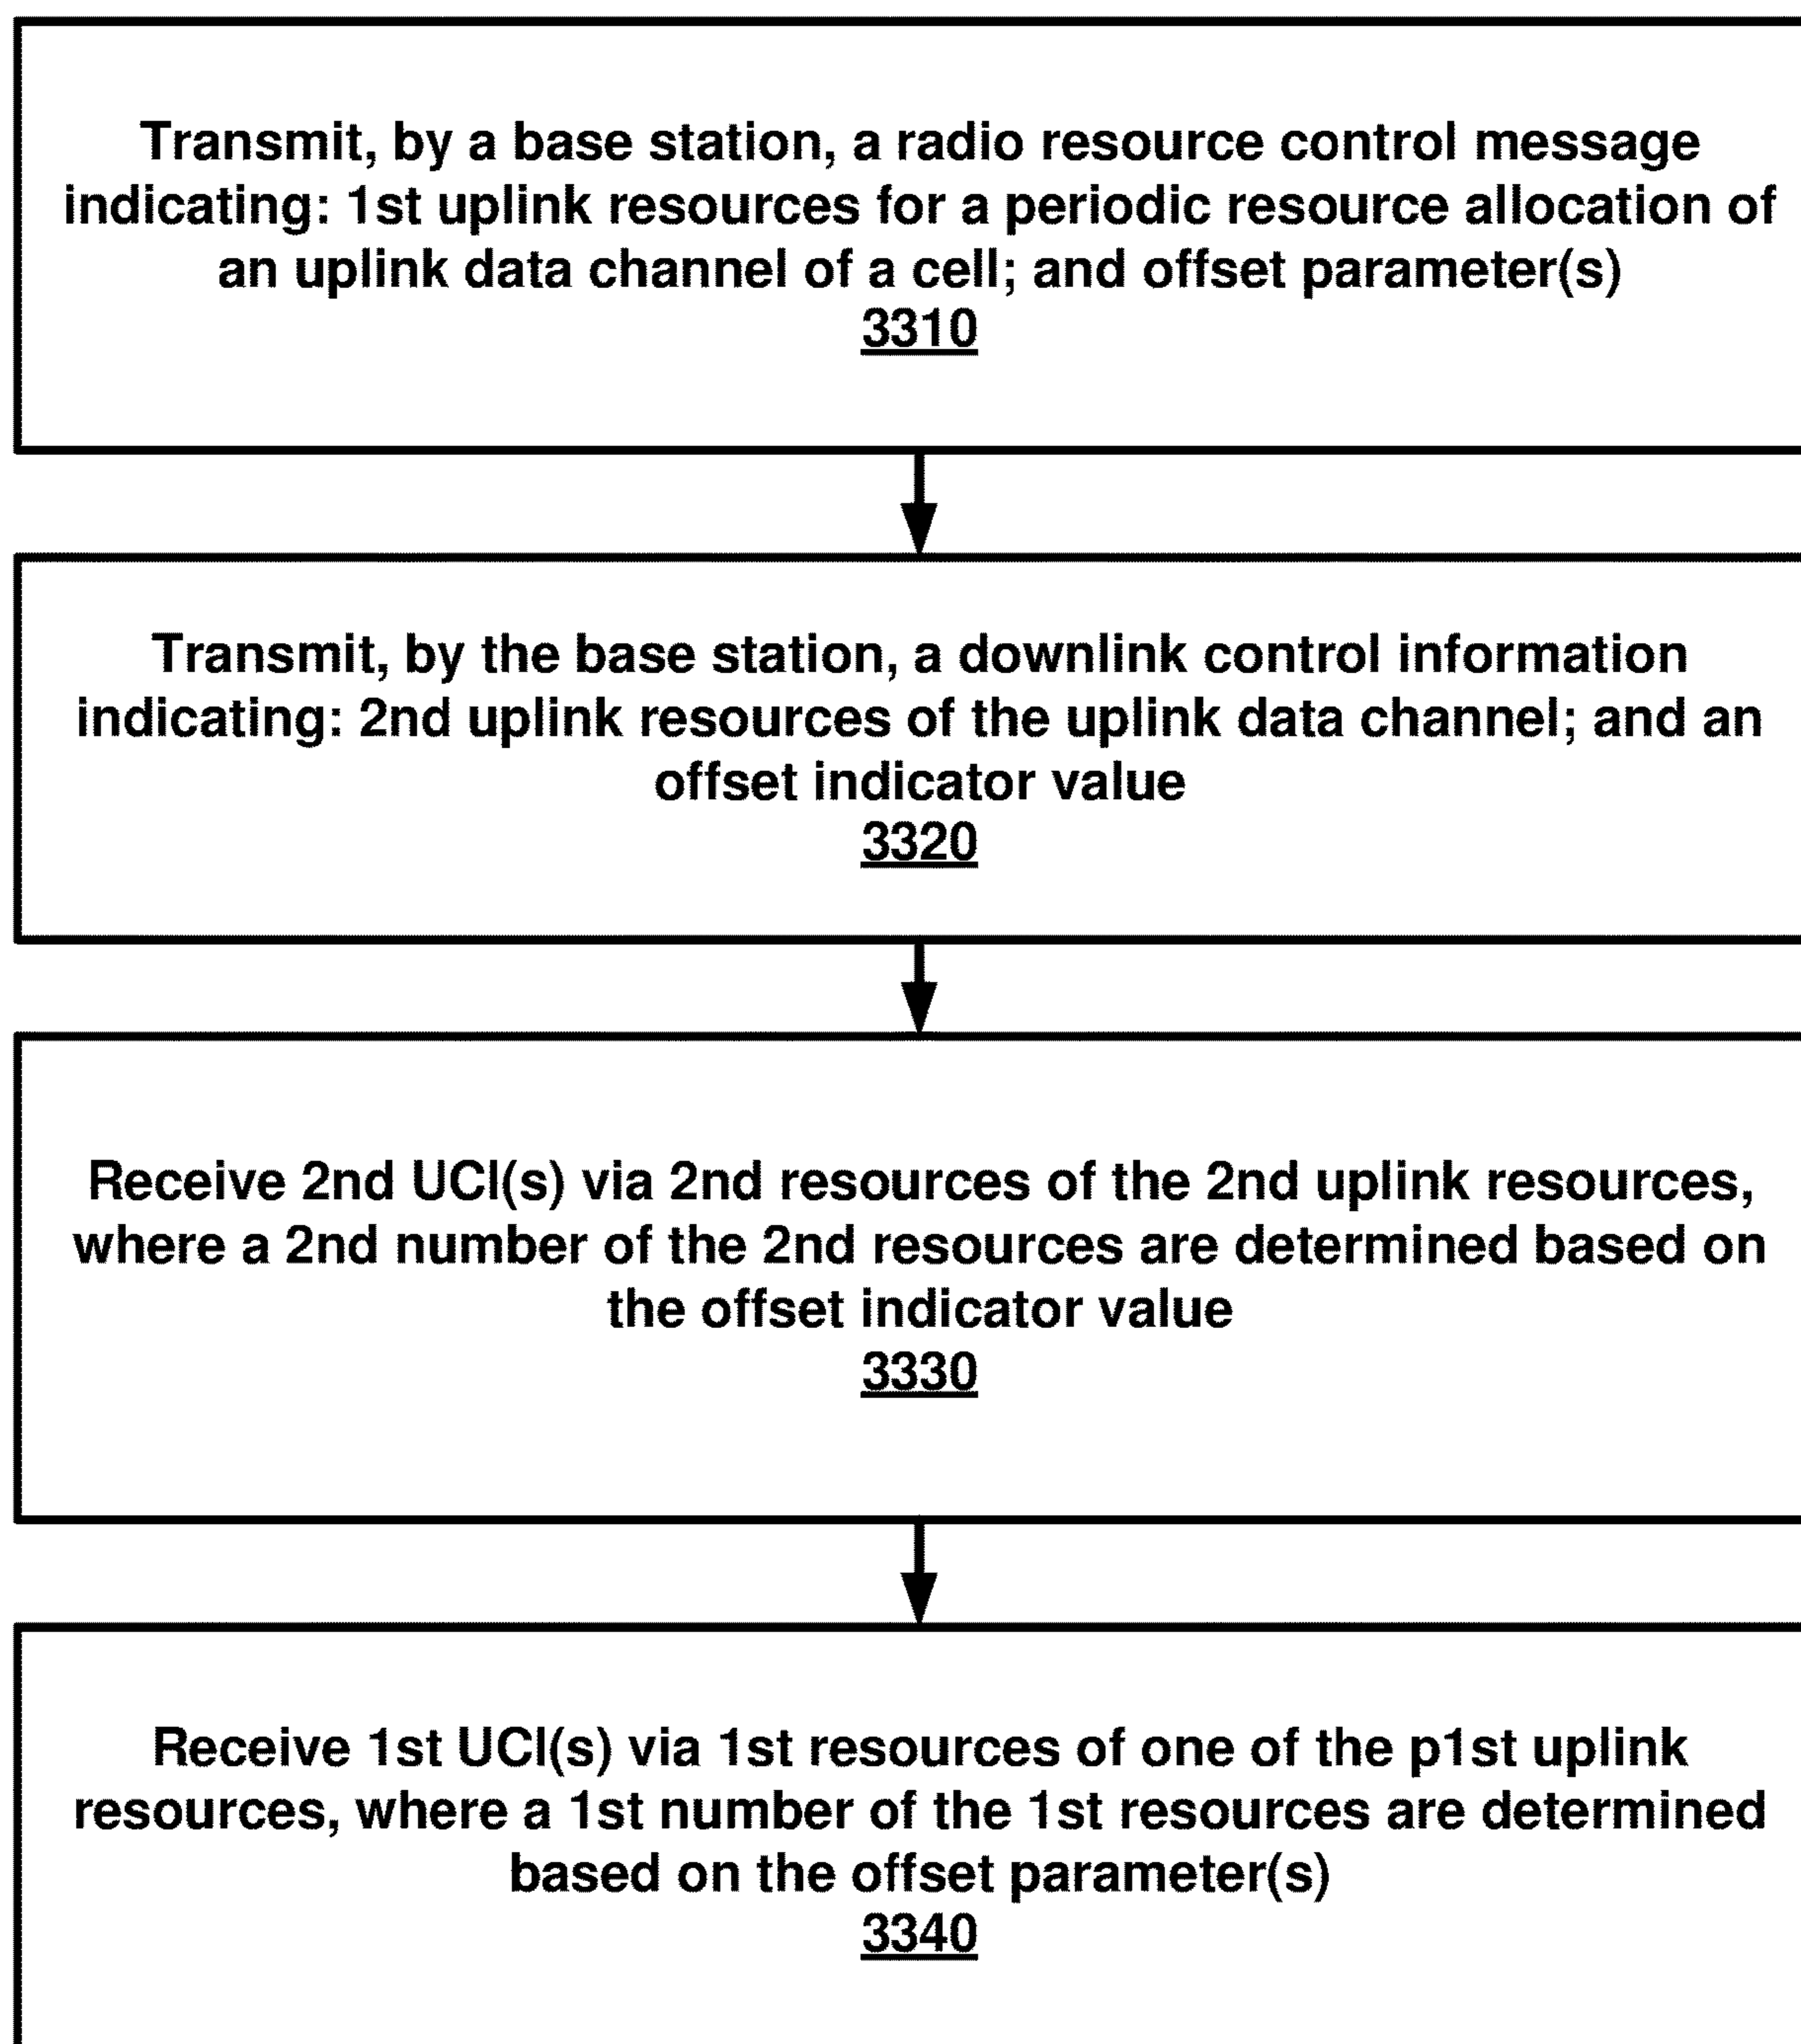 Transmit, by a base station, a radio resource control message
indicating: 1st uplink resources for a periodic resource allocation of
an uplink data channel of a cell; and offset parameter(s)
3310
Transmit, by the base station, a downlink control information
indicating: 2nd uplink resources of the uplink data channel; and an
offset indicator value
3320
Receive 2nd UCI(s) via 2nd resources of the 2nd uplink resources,
where a 2nd number of the 2nd resources are determined based on
the offset indicator value
3330
Receive 1st UCI(s) via 1st resources of one of the p1st uplink
resources, where a 1st number of the 1st resources are determined
based on the offset parameter(s)
3340